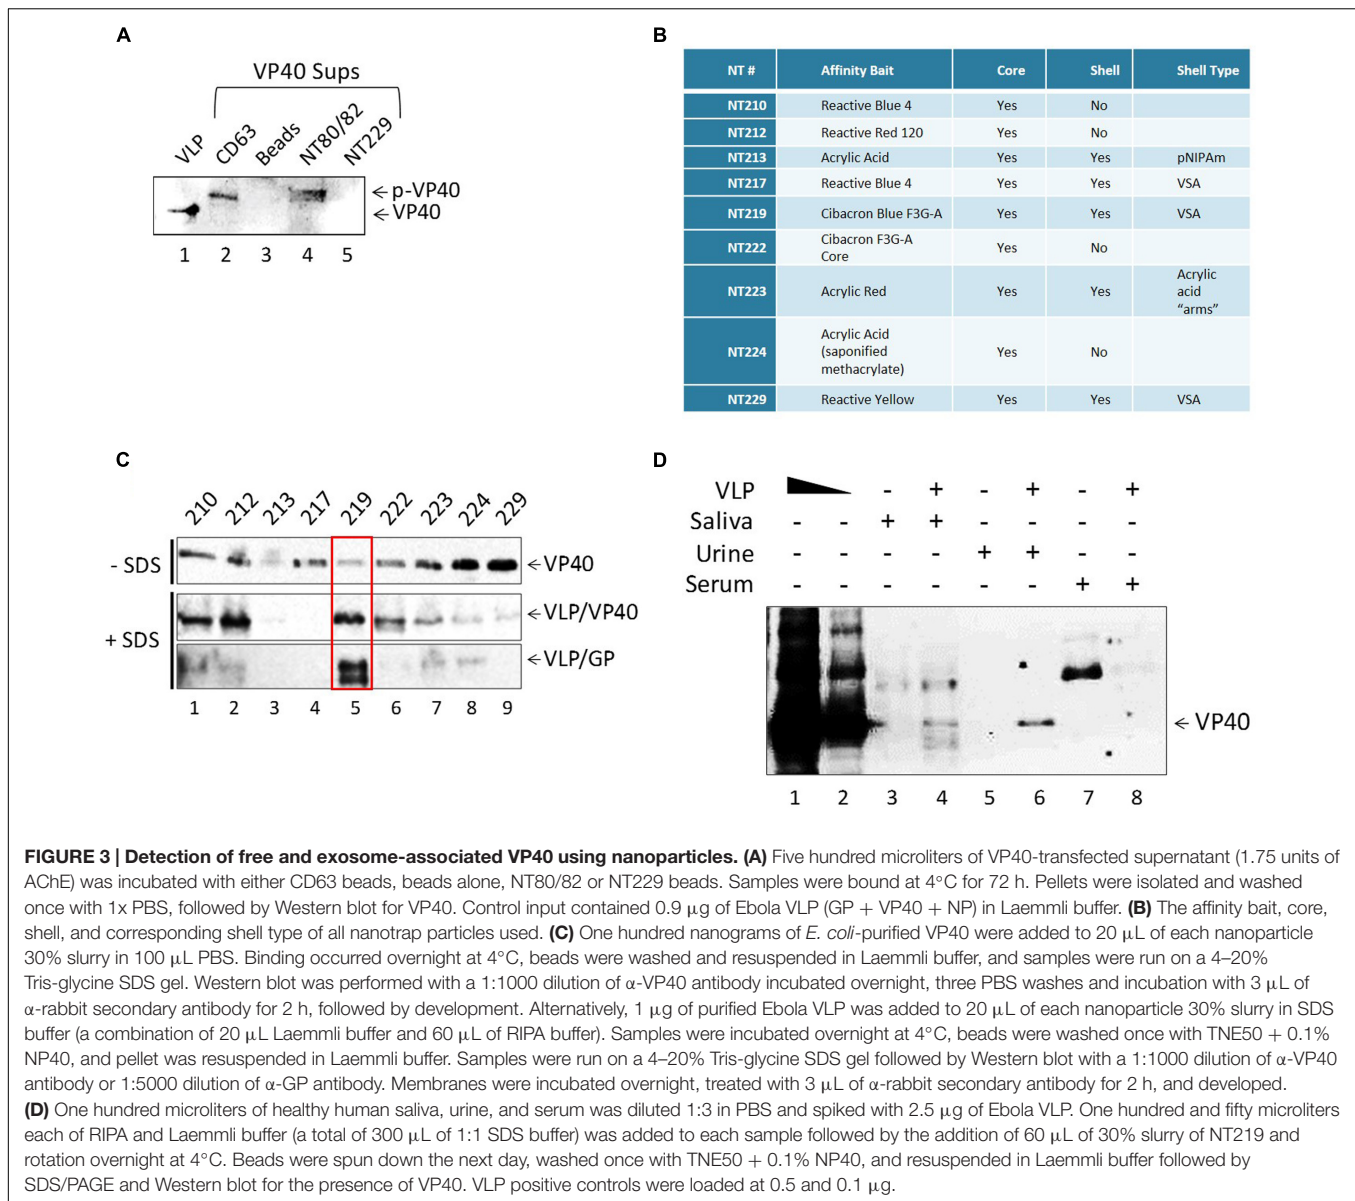 A
VP40 Sups
VLP
CD63
Beads
NT80/82
NT229
←p-VP40
←VP40
1 2 3 4 5
B
NT # Affinity Bait Core Shell Shell Type
NT210 Reactive Blue 4 Yes No
NT212 Reactive Red 120 Yes No
NT213 Acrylic Acid Yes Yes pNIPAm
NT217 Reactive Blue 4 Yes Yes VSA
NT219 Cibacron Blue F3G-A Yes Yes VSA
NT222 Cibacron F3G-A
Core Yes No
NT223 Acrylic Red Yes Yes Acrylic
acid
“arms”
NT224 Acrylic Acid
(saponified
methacrylate) Yes No
NT229 Reactive Yellow Yes Yes VSA
C
210 212 213 217 219 222 223 224 229
- SDS ←VP40
+ SDS ←VLP/VP40
←VLP/GP
1 2 3 4 5 6 7 8 9
D
VLP - + - + - +
Saliva - - + + - - - -
Urine - - - - + + - -
Serum - - - - - - + +
← VP40
1 2 3 4 5 6 7 8
FIGURE 3 | Detection of free and exosome-associated VP40 using nanoparticles. (A) Five hundred microliters of VP40-transfected supernatant (1.75 units of
AChE) was incubated with either CD63 beads, beads alone, NT80/82 or NT229 beads. Samples were bound at 4°C for 72 h. Pellets were isolated and washed
once with 1x PBS, followed by Western blot for VP40. Control input contained 0.9 μg of Ebola VLP (GP + VP40 + NP) in Laemmli buffer. (B) The affinity bait, core,
shell, and corresponding shell type of all nanotrap particles used. (C) One hundred nanograms of E. coli-purified VP40 were added to 20 μL of each nanoparticle
30% slurry in 100 μL PBS. Binding occurred overnight at 4°C, beads were washed and resuspended in Laemmli buffer, and samples were run on a 4–20%
Tris-glycine SDS gel. Western blot was performed with a 1:1000 dilution of α-VP40 antibody incubated overnight, three PBS washes and incubation with 3 μL of
α-rabbit secondary antibody for 2 h, followed by development. Alternatively, 1 μg of purified Ebola VLP was added to 20 μL of each nanoparticle 30% slurry in SDS
buffer (a combination of 20 μL Laemmli buffer and 60 μL of RIPA buffer). Samples were incubated overnight at 4°C, beads were washed once with TNE50 + 0.1%
NP40, and pellet was resuspended in Laemmli buffer. Samples were run on a 4–20% Tris-glycine SDS gel followed by Western blot with a 1:1000 dilution of α-VP40
antibody or 1:5000 dilution of α-GP antibody. Membranes were incubated overnight, treated with 3 μL of α-rabbit secondary antibody for 2 h, and developed.
(D) One hundred microliters of healthy human saliva, urine, and serum was diluted 1:3 in PBS and spiked with 2.5 μg of Ebola VLP. One hundred and fifty microliters
each of RIPA and Laemmli buffer (a total of 300 μL of 1:1 SDS buffer) was added to each sample followed by the addition of 60 μL of 30% slurry of NT219 and
rotation overnight at 4°C. Beads were spun down the next day, washed once with TNE50 + 0.1% NP40, and resuspended in Laemmli buffer followed by
SDS/PAGE and Western blot for the presence of VP40. VLP positive controls were loaded at 0.5 and 0.1 μg.